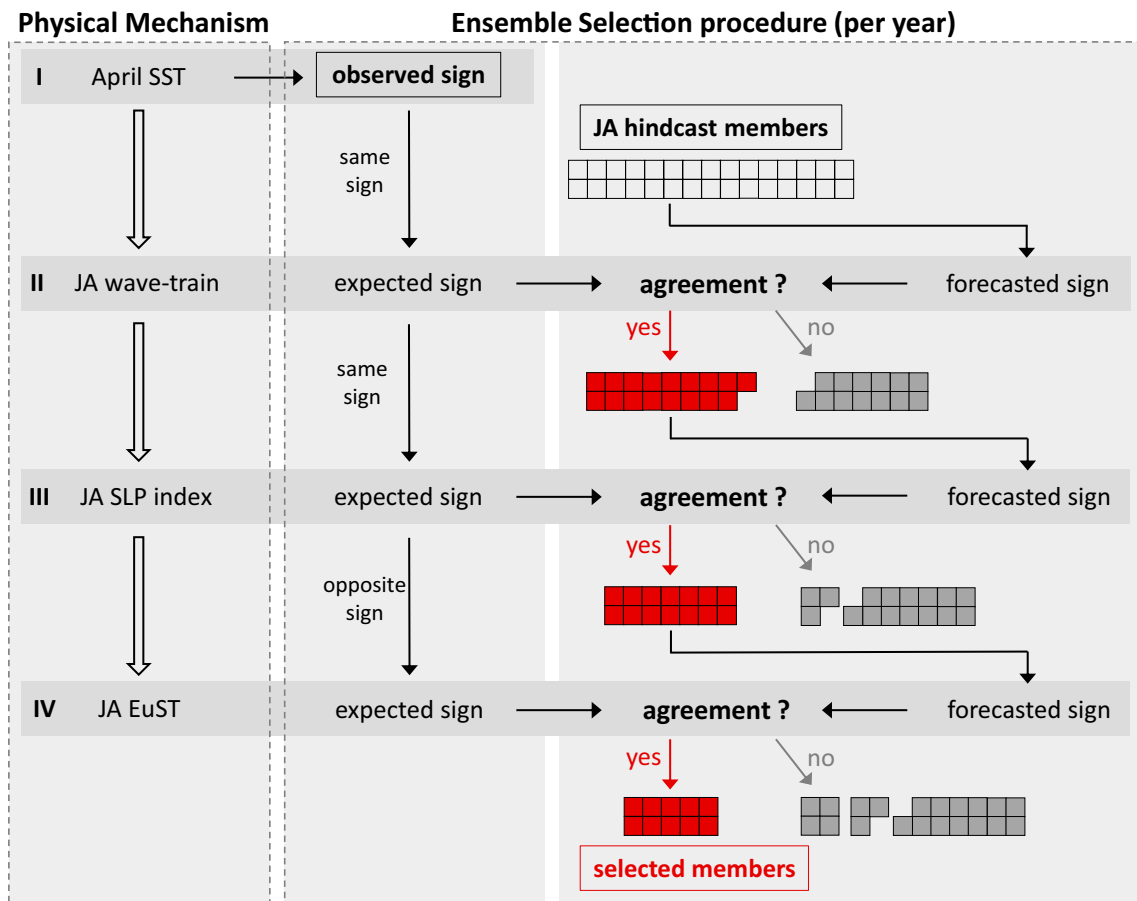 Physical Mechanism
Ensemble Selection procedure (per year)
I
April SST
observed sign
JA hindcast members
same
sign
II
JA wave-train
expected sign
agreement ?
forecasted sign
yes
no
same
sign
III
JA SLP index
expected sign
agreement ?
forecasted sign
yes
no
opposite
sign
IV
JA EuST
expected sign
agreement ?
forecasted sign
yes
no
selected members